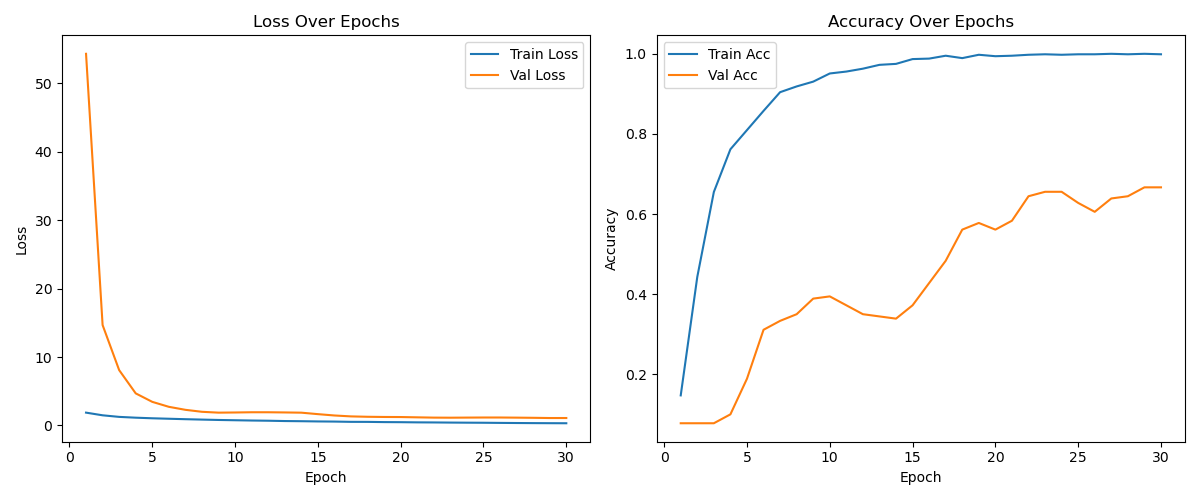 Loss Over Epochs
Train Loss
Val Loss
50
40
30
20
10
0
Loss
0 5 10 15 20 25 30
Epoch
Accuracy Over Epochs
Train Acc
Val Acc
1.0
0.8
0.6
0.4
0.2
Accuracy
0 5 10 15 20 25 30
Epoch